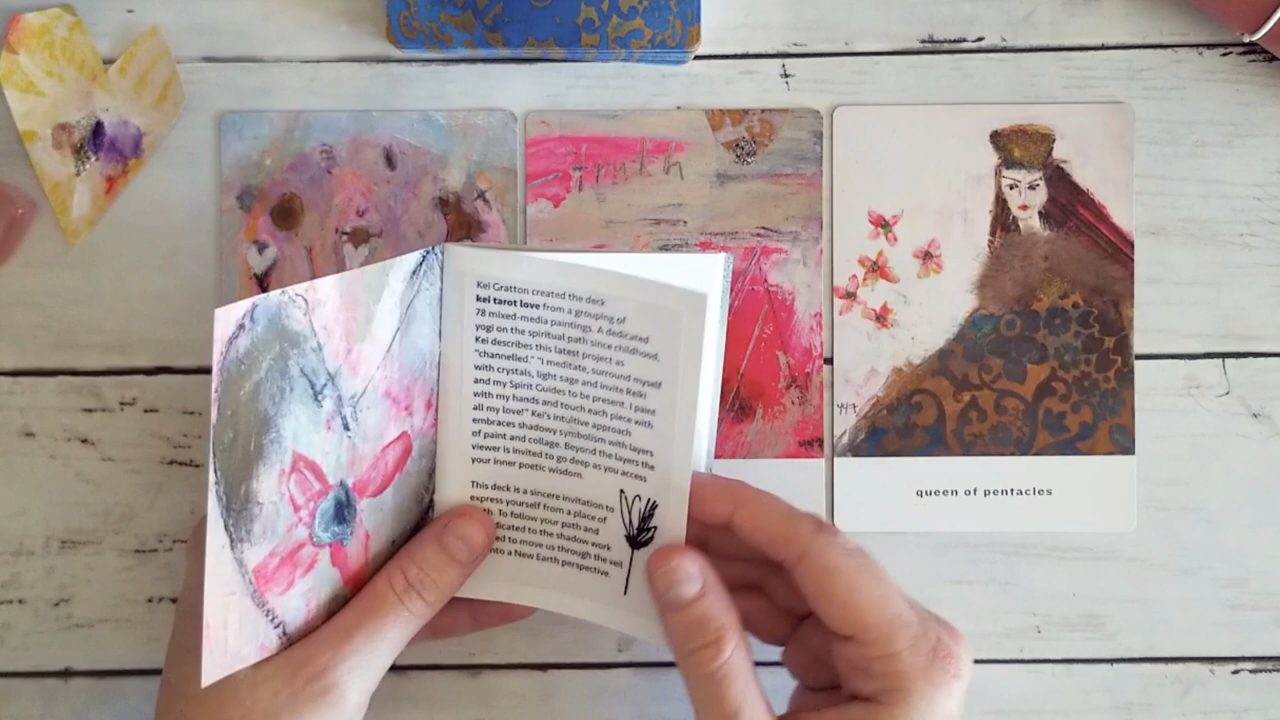 truth
Kei Gratton created the deck
kei tarot love from a grouping of
78 mixed-media paintings. A dedicated
yogi on the spiritual path since childhood,
Kei describes this latest project as
"channelled." "I meditate, surround myself
with crystals, light sage and invite Reiki
and my Spirit Guides to be present. I paint
with my hands and touch each piece with
all my love!" Kei's intuitive approach
embraces shadowy symbolism with layers
of paint and collage. Beyond the layers the
viewer is invited to go deep as you access
your inner poetic wisdom.
This deck is a sincere invitation to
express yourself from a place of
To follow your path and
to the shadow work
to move us through the veil
a New Earth perspective.
queen of pentacles